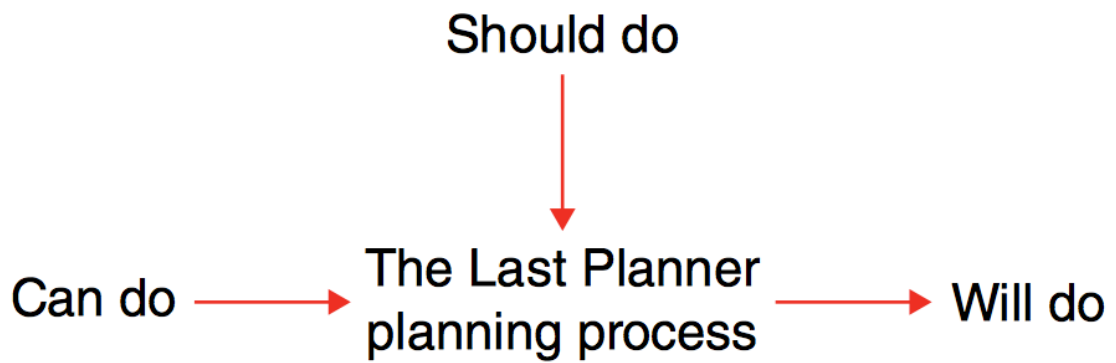 Should do
Can do
The Last Planner
planning process
Will do